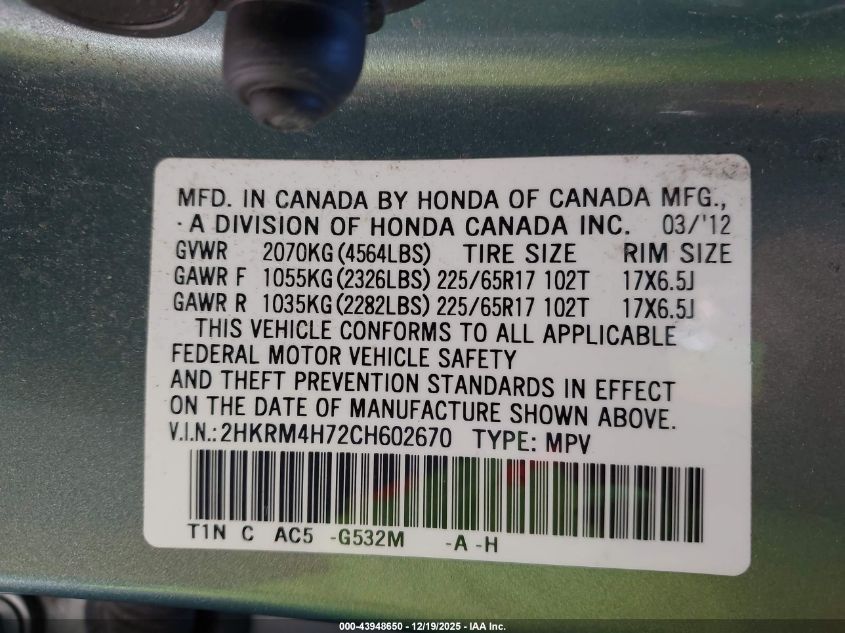 MFD. IN CANADA BY HONDA OF CANADA MFG.,
A DIVISION OF HONDA CANADA INC. 03/'12
GVWR 2070KG (4564LBS) TIRE SIZE RIM SIZE
GAWR F 1055KG (2326LBS) 225/65R17 102T 17X6.5J
GAWR R 1035KG (2282LBS) 225/65R17 102T 17X6.5J
THIS VEHICLE CONFORMS TO ALL APPLICABLE
FEDERAL MOTOR VEHICLE SAFETY
AND THEFT PREVENTION STANDARDS IN EFFECT
ON THE DATE OF MANUFACTURE SHOWN ABOVE.
V.I.N.: 2HKRM4H72CH602670 TYPE: MPV
T1N C AC5 -G532M -A -H
000-43948650 - 12/19/2025 - IAA Inc.